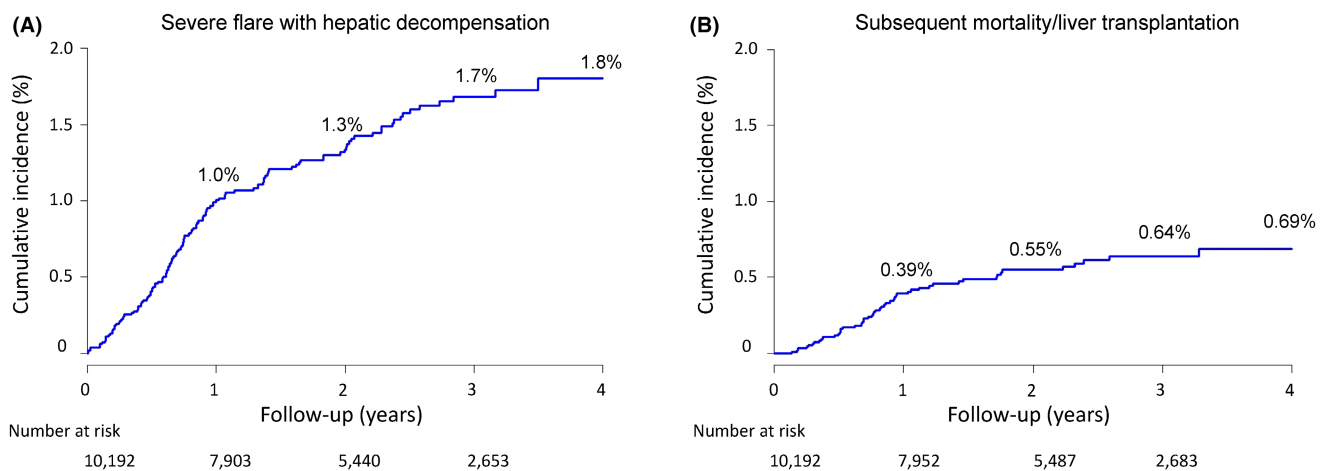 (A) Severe flare with hepatic decompensation
Cumulative incidence (%)
2.0
1.5
1.0
0.5
0
1.0%
1.3%
1.7%
1.8%
0 1 2 3 4
Follow-up (years)
Number at risk
10,192 7,903 5,440 2,653
(B) Subsequent mortality/liver transplantation
Cumulative incidence (%)
2.0
1.5
1.0
0.5
0
0.39%
0.55%
0.64%
0.69%
0 1 2 3 4
Follow-up (years)
Number at risk
10,192 7,952 5,487 2,683